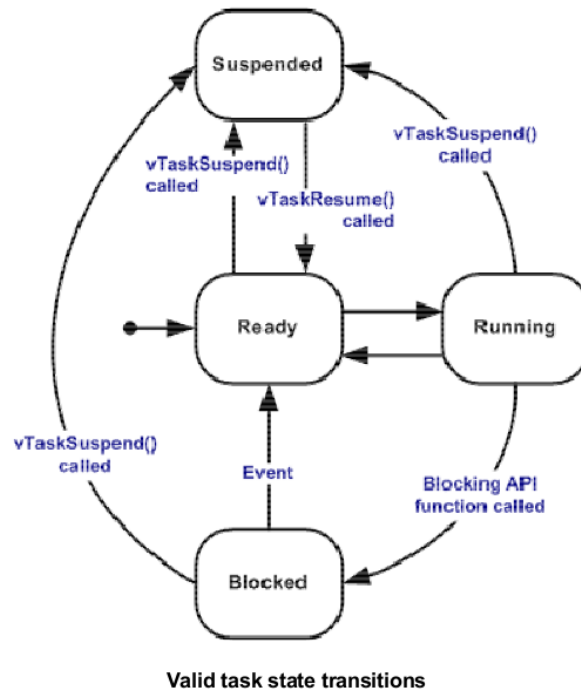 Suspended
vTaskSuspend()
called
vTaskSuspend()
called
vTaskResume()
called
Ready
Running
vTaskSuspend()
called
Event
Blocking API
function called
Blocked
Valid task state transitions